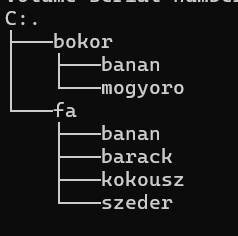 C:.
├───bokor
│   ├───banan
│   └───mogyoro
└───fa
    ├───banan
    ├───barack
    ├───kokousz
    └───szeder